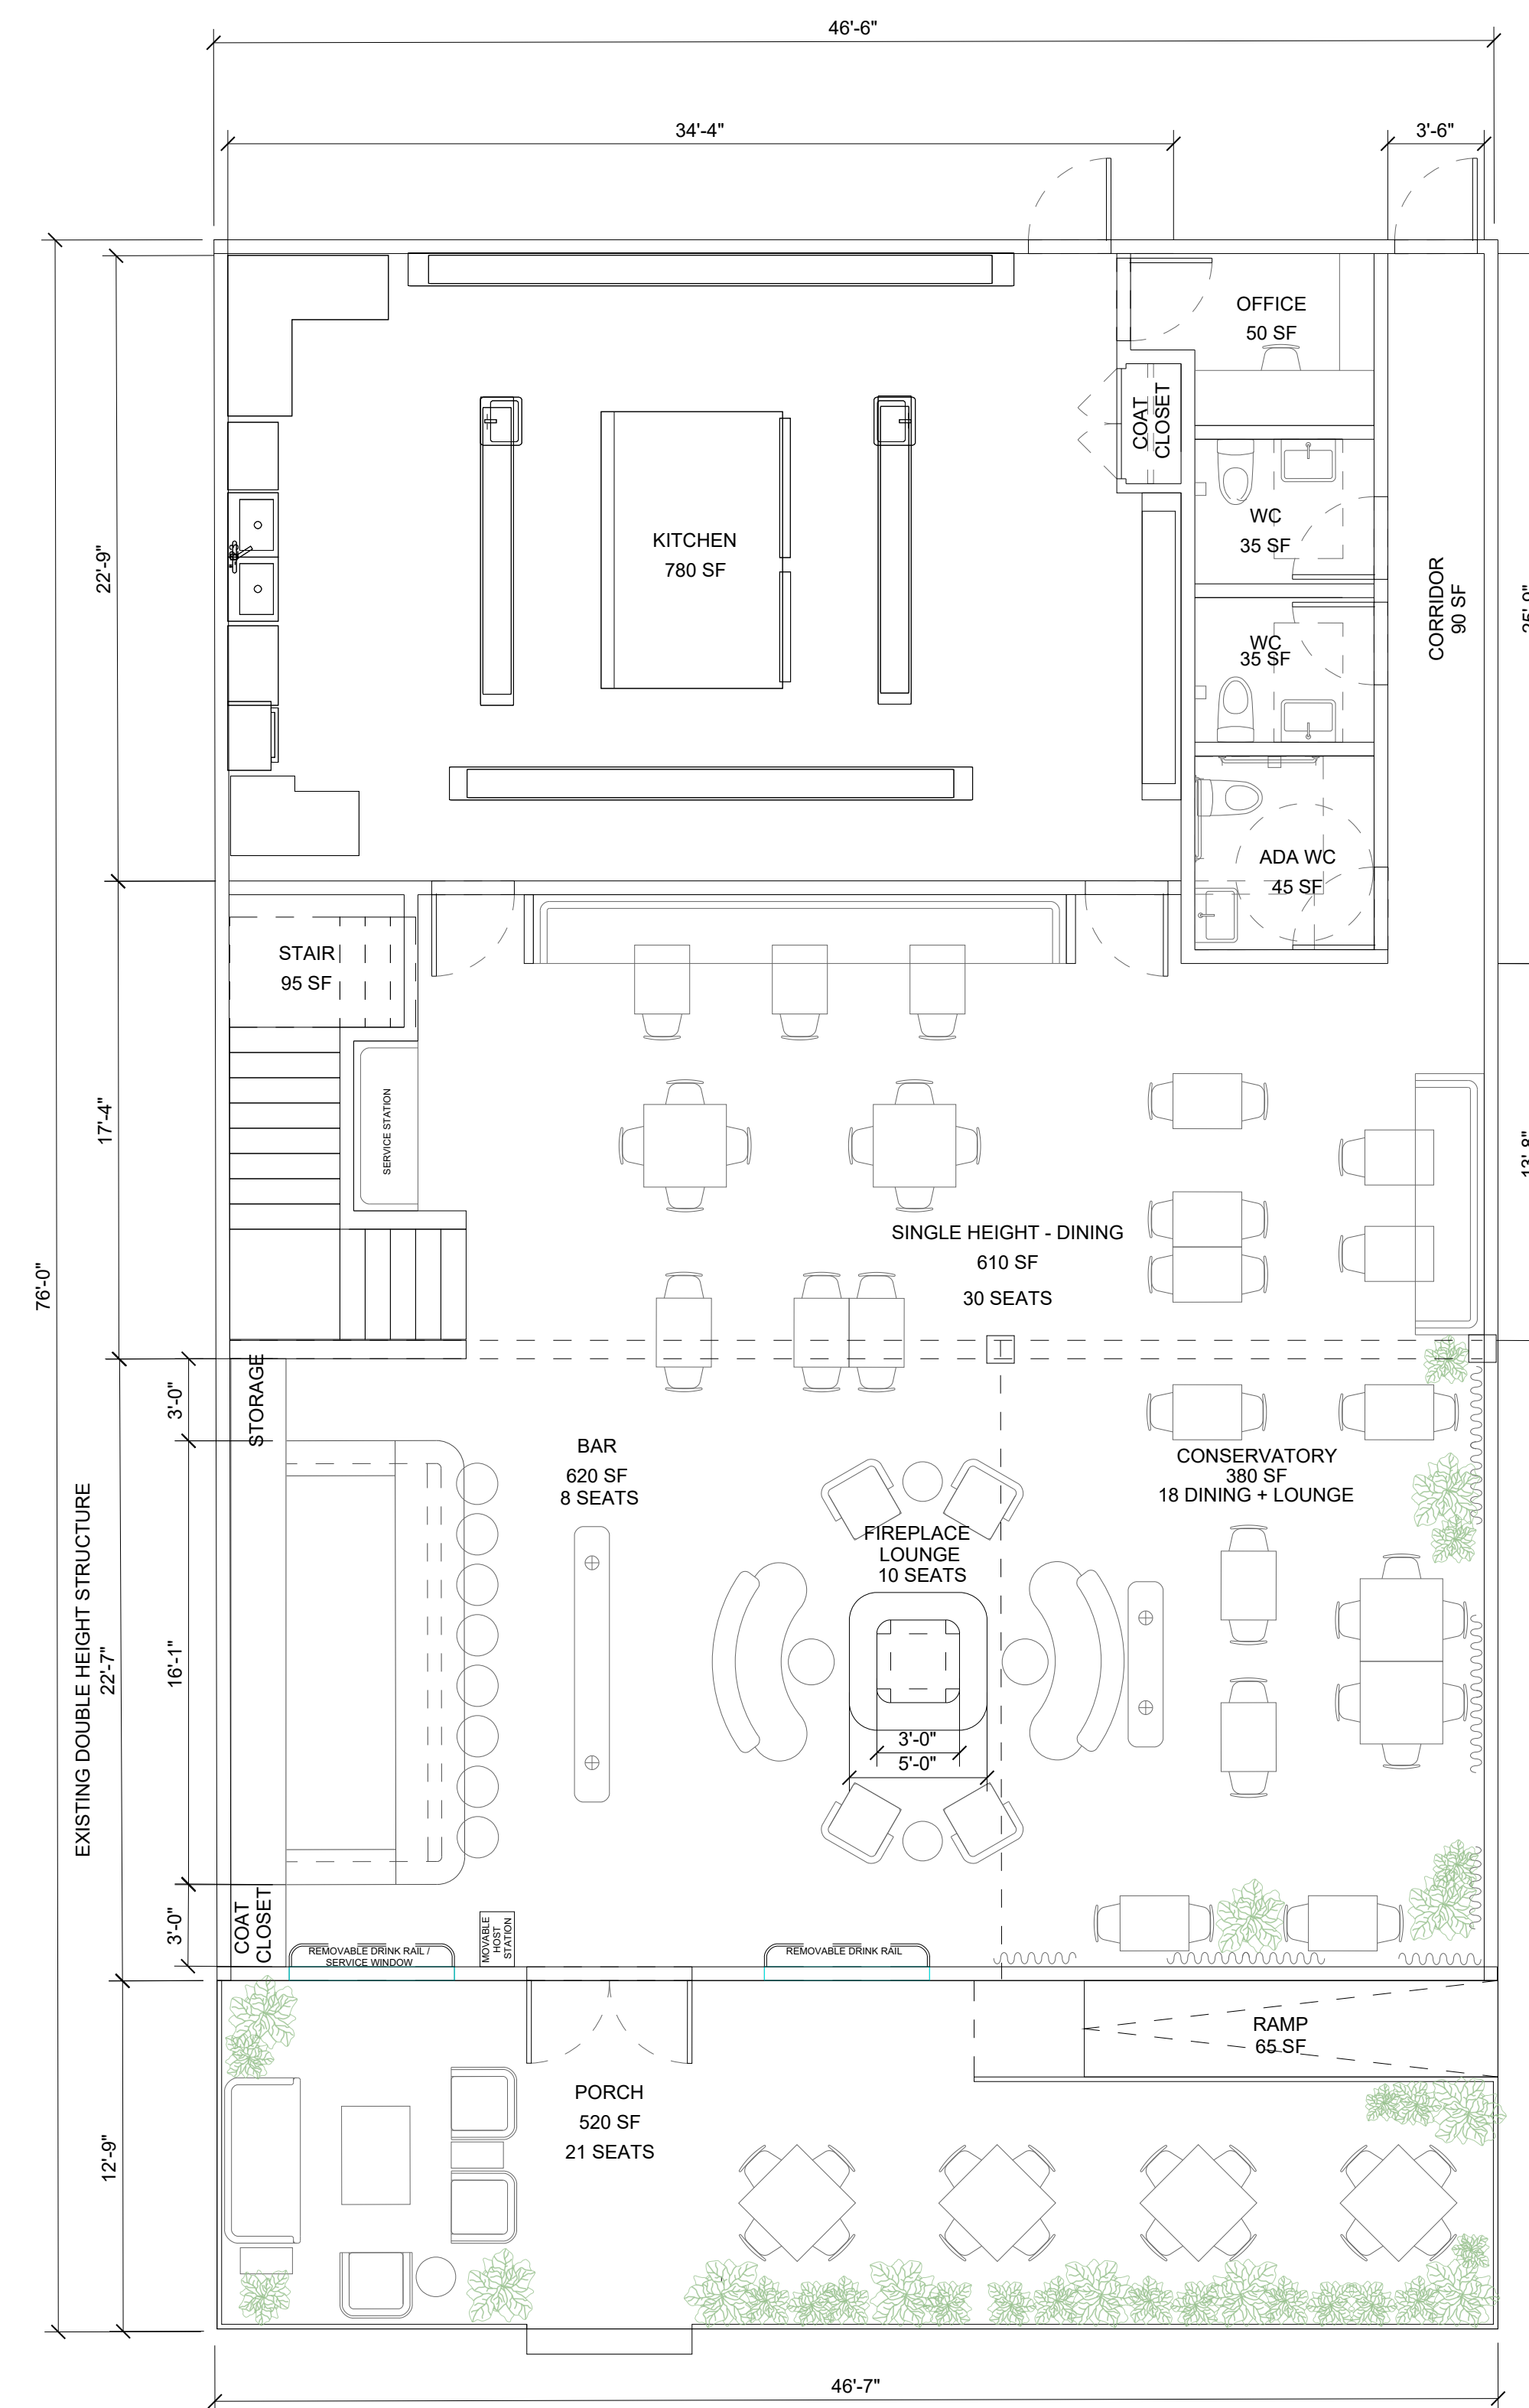 46'-6"
34'-4"
3'-6"
OFFICE
50 SF
COAT
CLOSET
WC
35 SF
KITCHEN
780 SF
22'-9"
CORRIDOR
90 SF
WC
35 SF
ADA WC
45 SF
STAIR
95 SF
17'-4"
SERVICE STATION
SINGLE HEIGHT - DINING
610 SF
30 SEATS
76'-0"
STORAGE
3'-0"
BAR
620 SF
8 SEATS
CONSERVATORY
380 SF
18 DINING + LOUNGE
FIREPLACE
LOUNGE
10 SEATS
EXISTING DOUBLE HEIGHT STRUCTURE
22'-7"
16'-1"
3'-0"
5'-0"
3'-0"
COAT
CLOSET
REMOVABLE DRINK RAIL /
SERVICE WINDOW
MOVABLE
HOST
STATION
REMOVABLE DRINK RAIL
RAMP
65 SF
PORCH
520 SF
21 SEATS
12'-9"
46'-7"